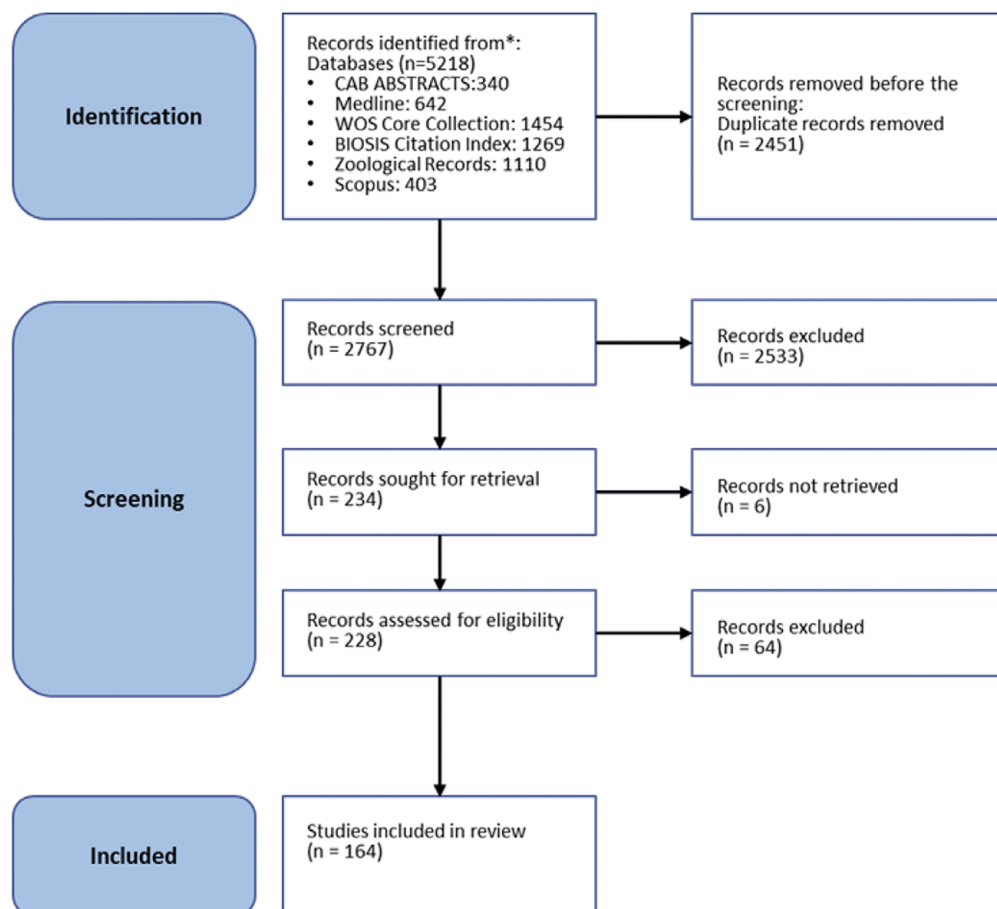 Identification
Records identified from*:
Databases (n=5218)
• CAB ABSTRACTS:340
• Medline: 642
• WOS Core Collection: 1454
• BIOSIS Citation Index: 1269
• Zoological Records: 1110
• Scopus: 403
Records removed before the
screening:
Duplicate records removed
(n = 2451)
Screening
Records screened
(n = 2767)
Records excluded
(n = 2533)
Records sought for retrieval
(n = 234)
Records not retrieved
(n = 6)
Records assessed for eligibility
(n = 228)
Records excluded
(n = 64)
Included
Studies included in review
(n = 164)